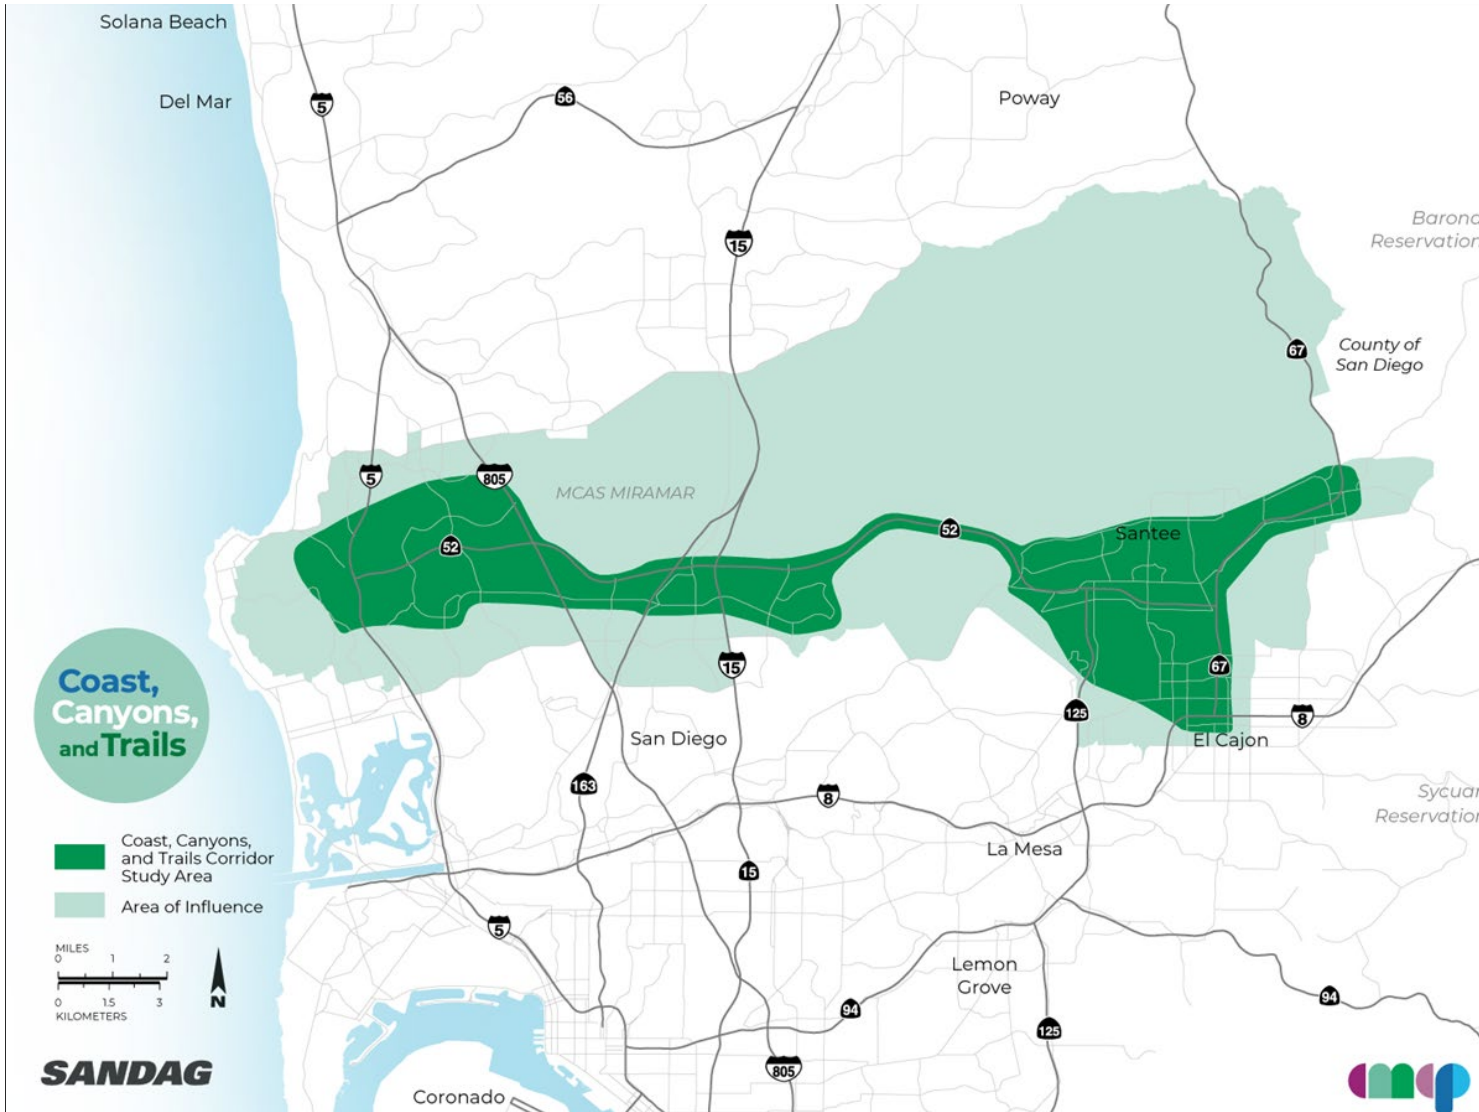 Solana Beach
Del Mar
5
56
Poway
15
Barona
Reservation
67
County of
San Diego
5
805
MCAS MIRAMAR
52
52
Santee
15
67
125
8
El Cajon
Coast,
Canyons,
and Trails
San Diego
163
8
Sycuan
Reservation
Coast, Canyons,
and Trails Corridor
Study Area
Area of Influence
La Mesa
15
5
MILES
0 1 2
0 1.5 3
KILOMETERS
N
Lemon
Grove
94
94
125
805
SANDAG
Coronado
cmcp